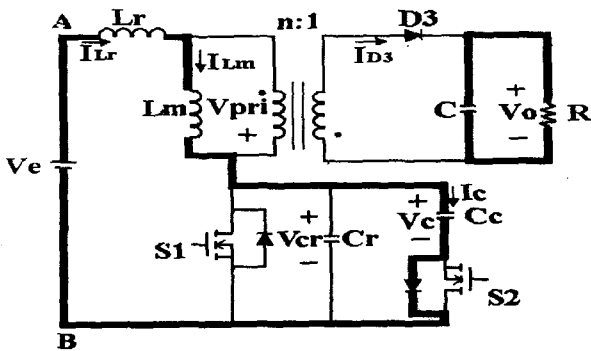 A Lr n:1 D3
ILr ILm ID3
Lm Vpri + C + Vo − R
Ve
+ Ic
S1 + Vcr − Cr Vc − Cc
S2
B